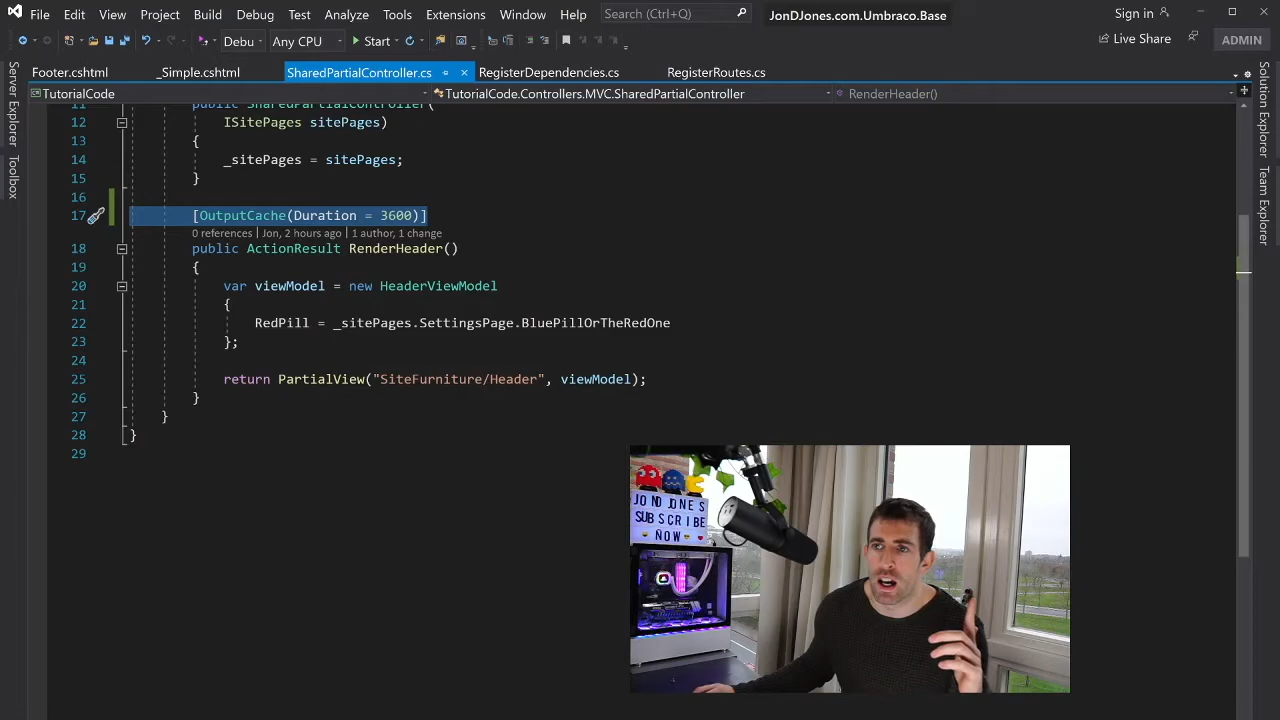 File Edit View Project Build Debug Test Analyze Tools Extensions Window Help Search (Ctrl+Q) JonDJones.com.Umbraco.Base Sign in
Debu Any CPU Start Live Share ADMIN
Footer.cshtml _Simple.cshtml SharedPartialController.cs RegisterDependencies.cs RegisterRoutes.cs
TutorialCode TutorialCode.Controllers.MVC.SharedPartialController RenderHeader()
Server Explorer
Toolbox
Solution Explorer
Team Explorer
11 public SharedPartialController(
12 ISitePages sitePages)
13 {
14 _sitePages = sitePages;
15 }
16
17 [OutputCache(Duration = 3600)]
0 references | Jon, 2 hours ago | 1 author, 1 change
18 public ActionResult RenderHeader()
19 {
20 var viewModel = new HeaderViewModel
21 {
22 RedPill = _sitePages.SettingsPage.BluePillOrTheRedOne
23 };
24
25 return PartialView("SiteFurniture/Header", viewModel);
26 }
27 }
28 }
29
JON D JONES
SUBSCRIBE
NOW